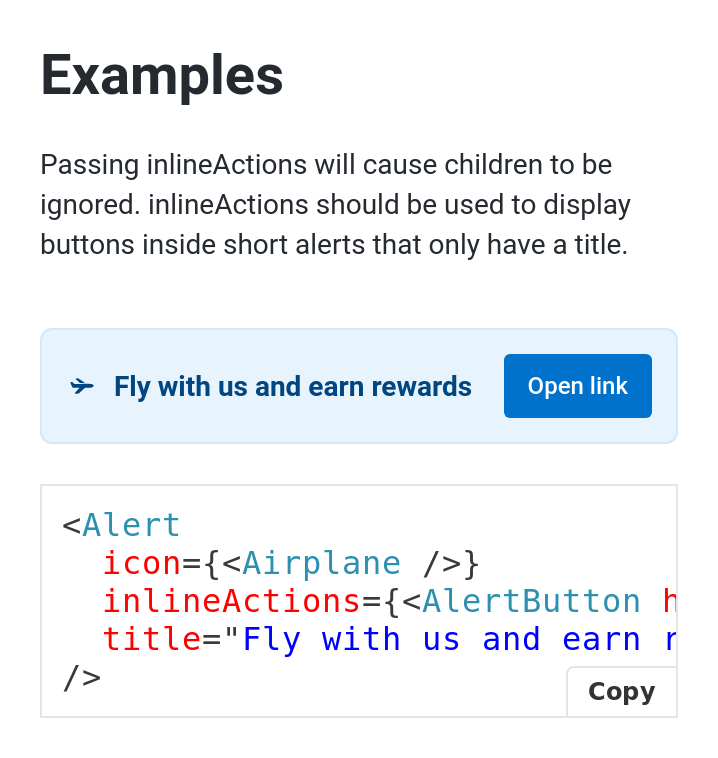 Examples
Passing inlineActions will cause children to be
ignored. inlineActions should be used to display
buttons inside short alerts that only have a title.
Fly with us and earn rewards
Open link
<Alert
  icon={<Airplane />}
  inlineActions={<AlertButton h
  title="Fly with us and earn r
/>
Copy